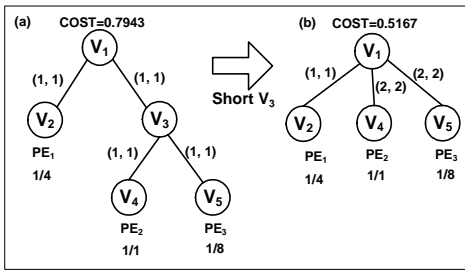 (a) COST=0.7943
V1
(1, 1) (1, 1)
V2 V3
PE1
1/4
(1, 1) (1, 1)
V4 V5
PE2 PE3
1/1 1/8
Short V3
(b) COST=0.5167
V1
(1, 1) (2, 2) (2, 2)
V2 V4 V5
PE1 PE2 PE3
1/4 1/1 1/8